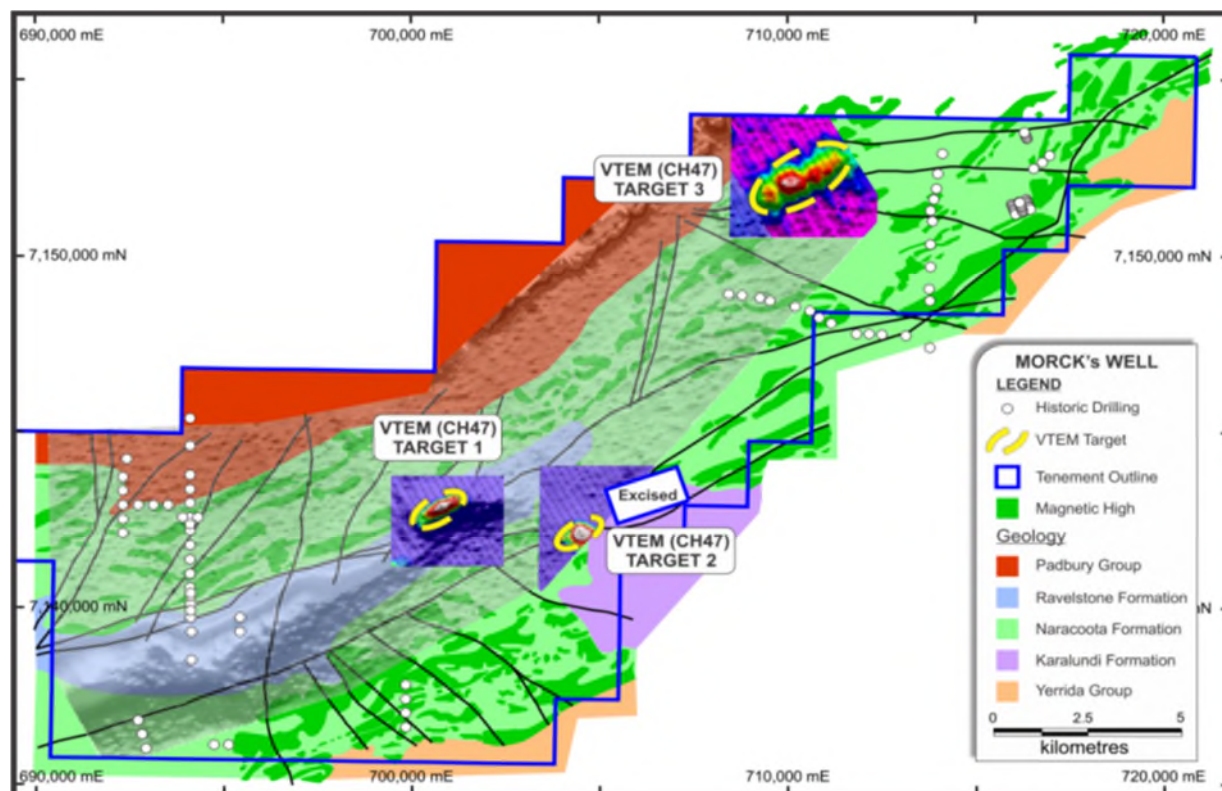 690,000 mE
700,000 mE
710,000 mE
720,000 mE
VTEM (CH47)
TARGET 3
7,150,000 mN
7,150,000 mN
MORCK's WELL
LEGEND
Historic Drilling
VTEM Target
Tenement Outline
Magnetic High
Geology
Padbury Group
Ravelstone Formation
Naracoota Formation
Karalundi Formation
Yerrida Group
0 2.5 5
kilometres
VTEM (CH47)
TARGET 1
Excised
VTEM (CH47)
TARGET 2
7,140,000 mN
690,000 mE
700,000 mE
710,000 mE
720,000 mE